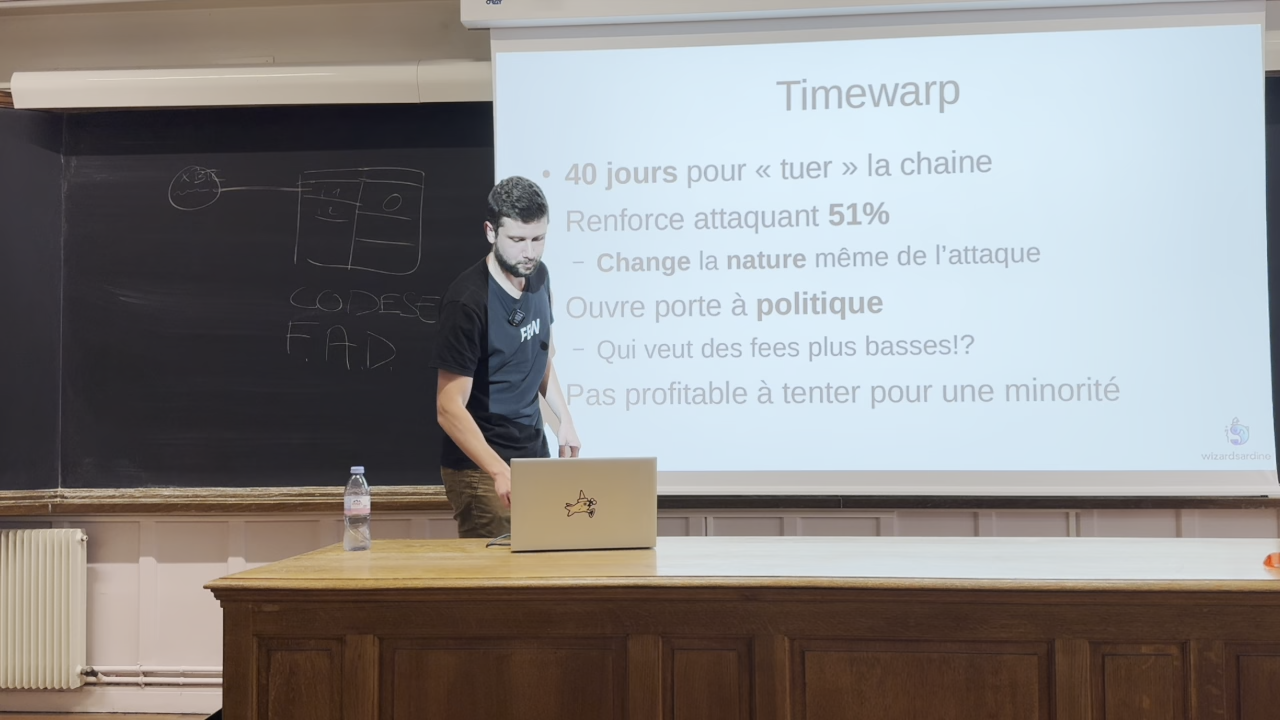 Timewarp
• 40 jours pour « tuer » la chaine
Renforce attaquant 51%
– Change la nature même de l'attaque
Ouvre porte à politique
– Qui veut des fees plus basses!?
Pas profitable à tenter pour une minorité
wizardsardine
CODESE
F.A.D.